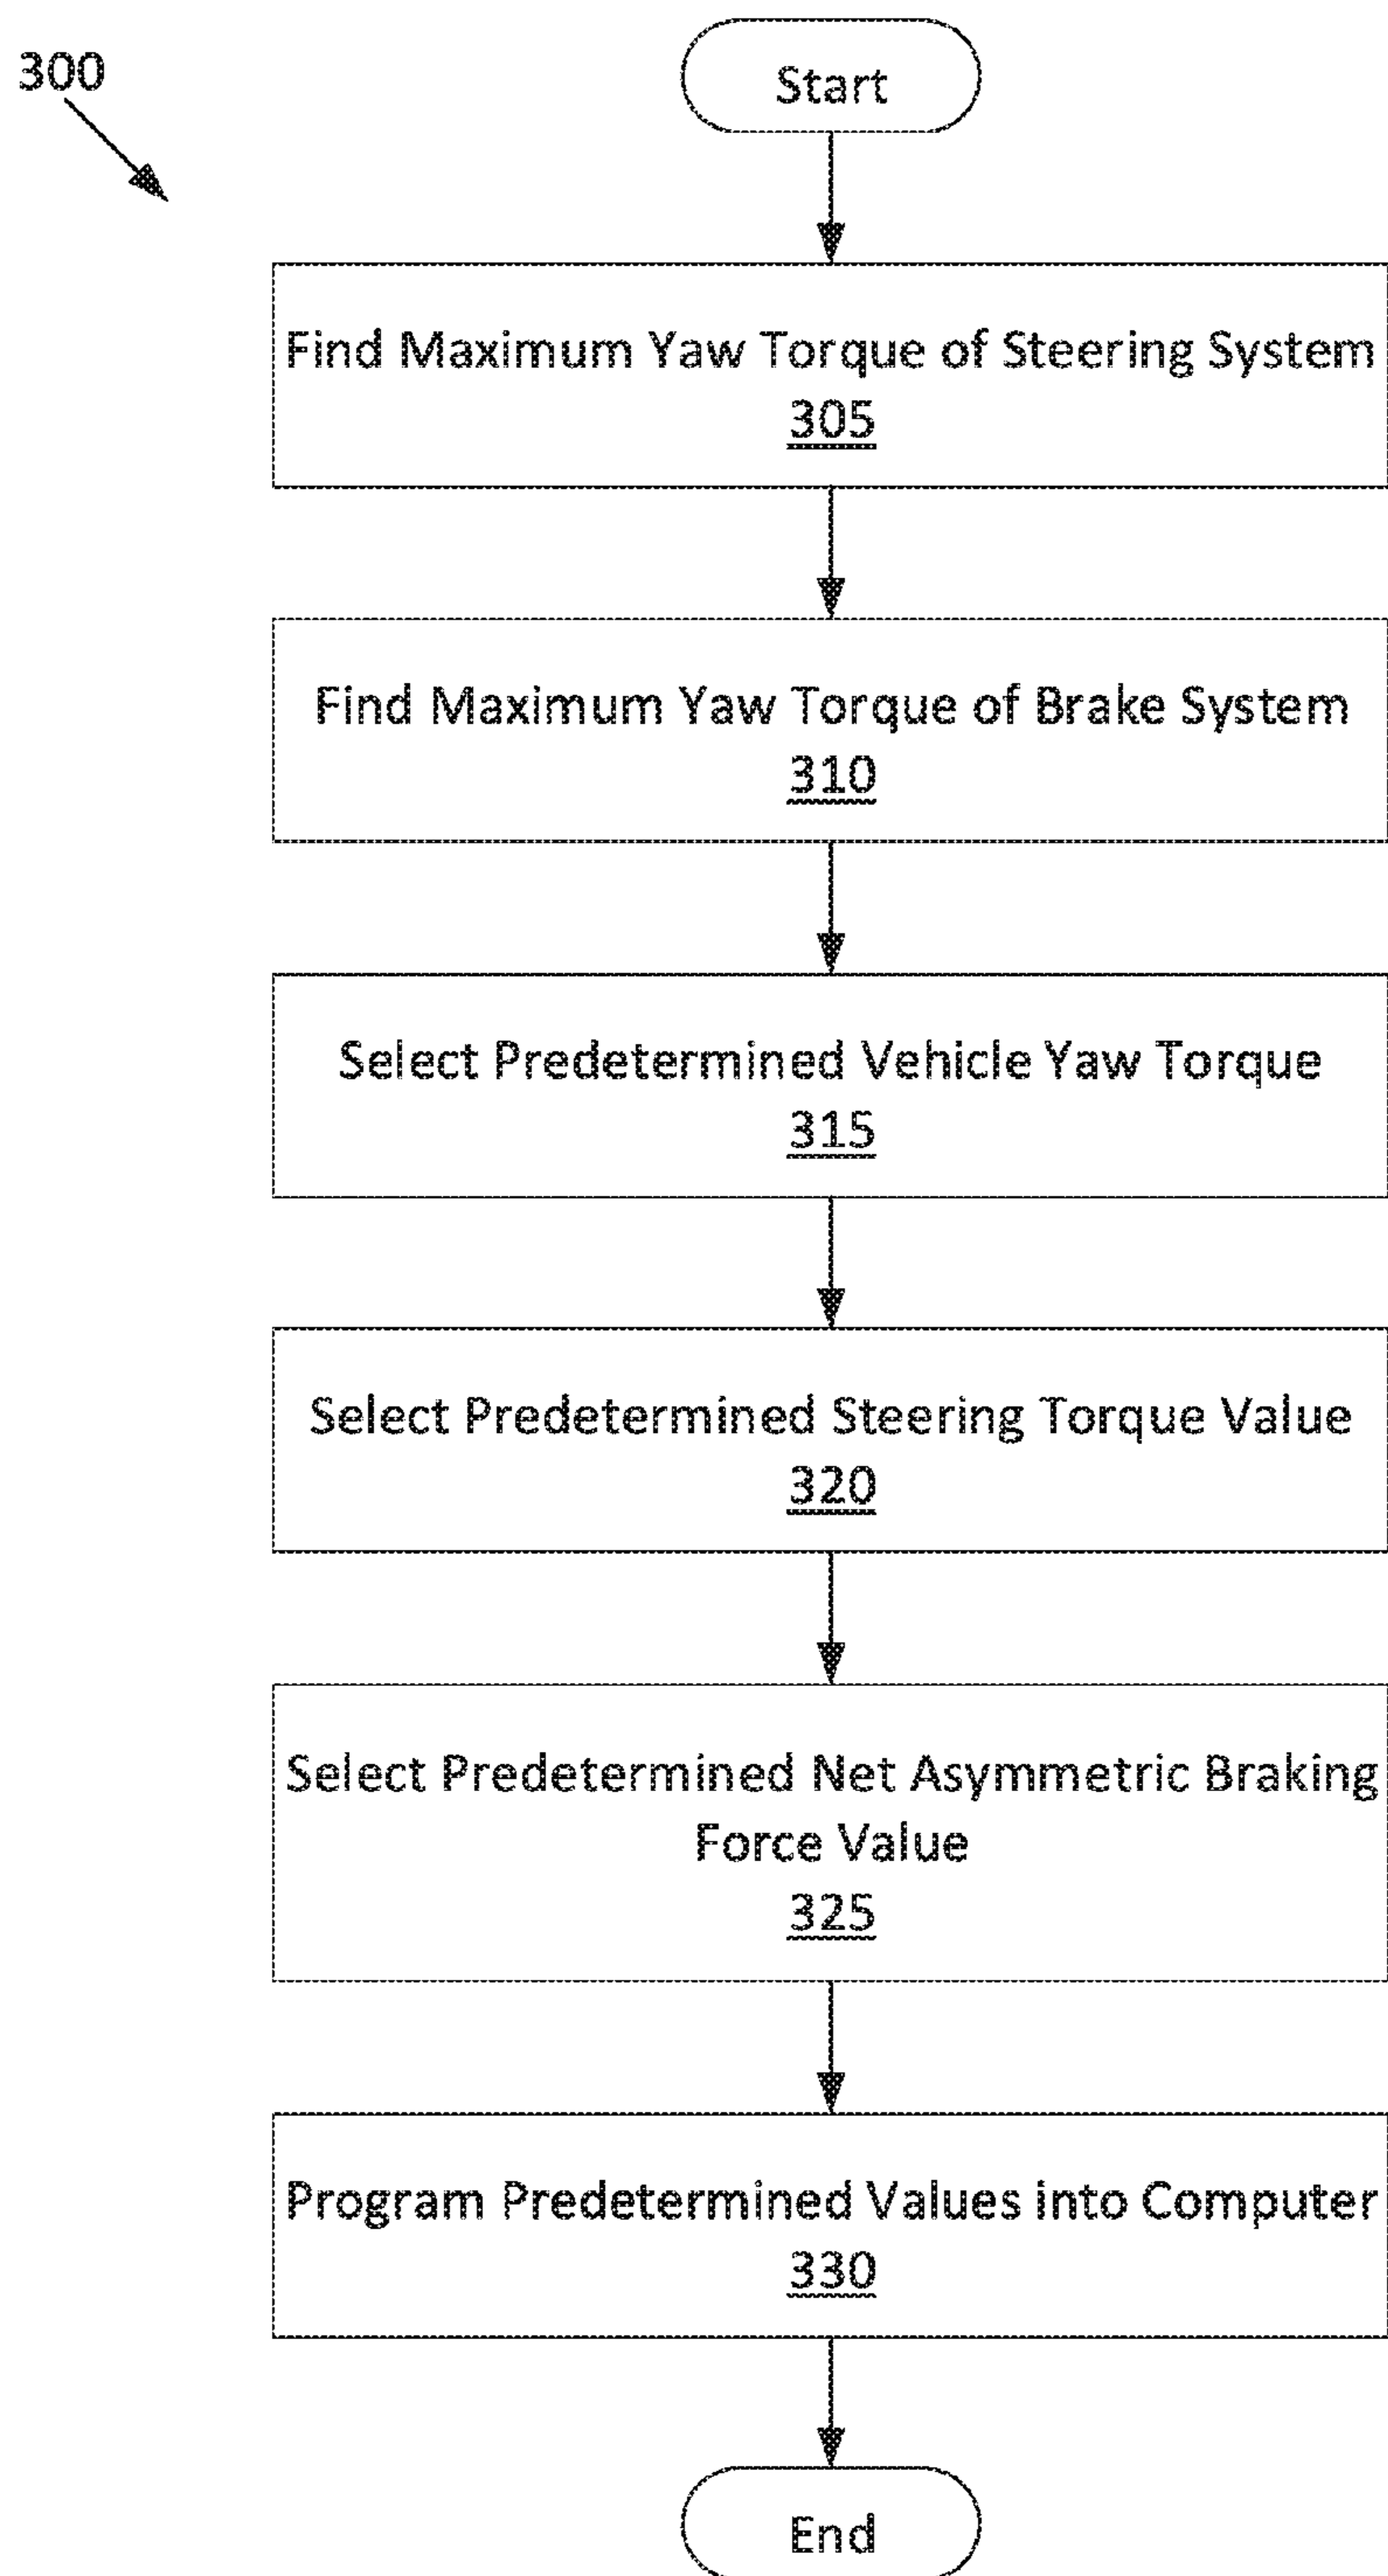 300
Start
Find Maximum Yaw Torque of Steering System
305
Find Maximum Yaw Torque of Brake System
310
Select Predetermined Vehicle Yaw Torque
315
Select Predetermined Steering Torque Value
320
Select Predetermined Net Asymmetric Braking
Force Value
325
Program Predetermined Values into Computer
330
End